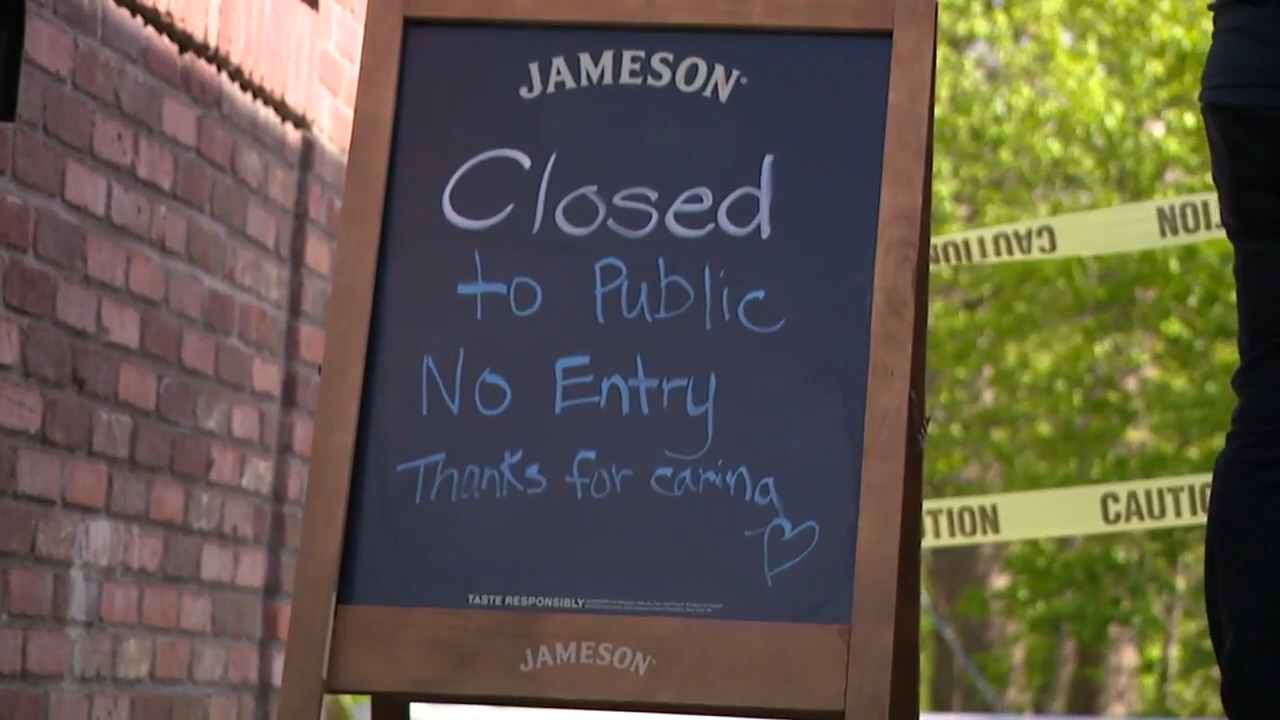 JAMESON
Closed
to Public
No Entry
Thanks for caring
TASTE RESPONSIBLY
JAMESON
CAUTION
CAUTION